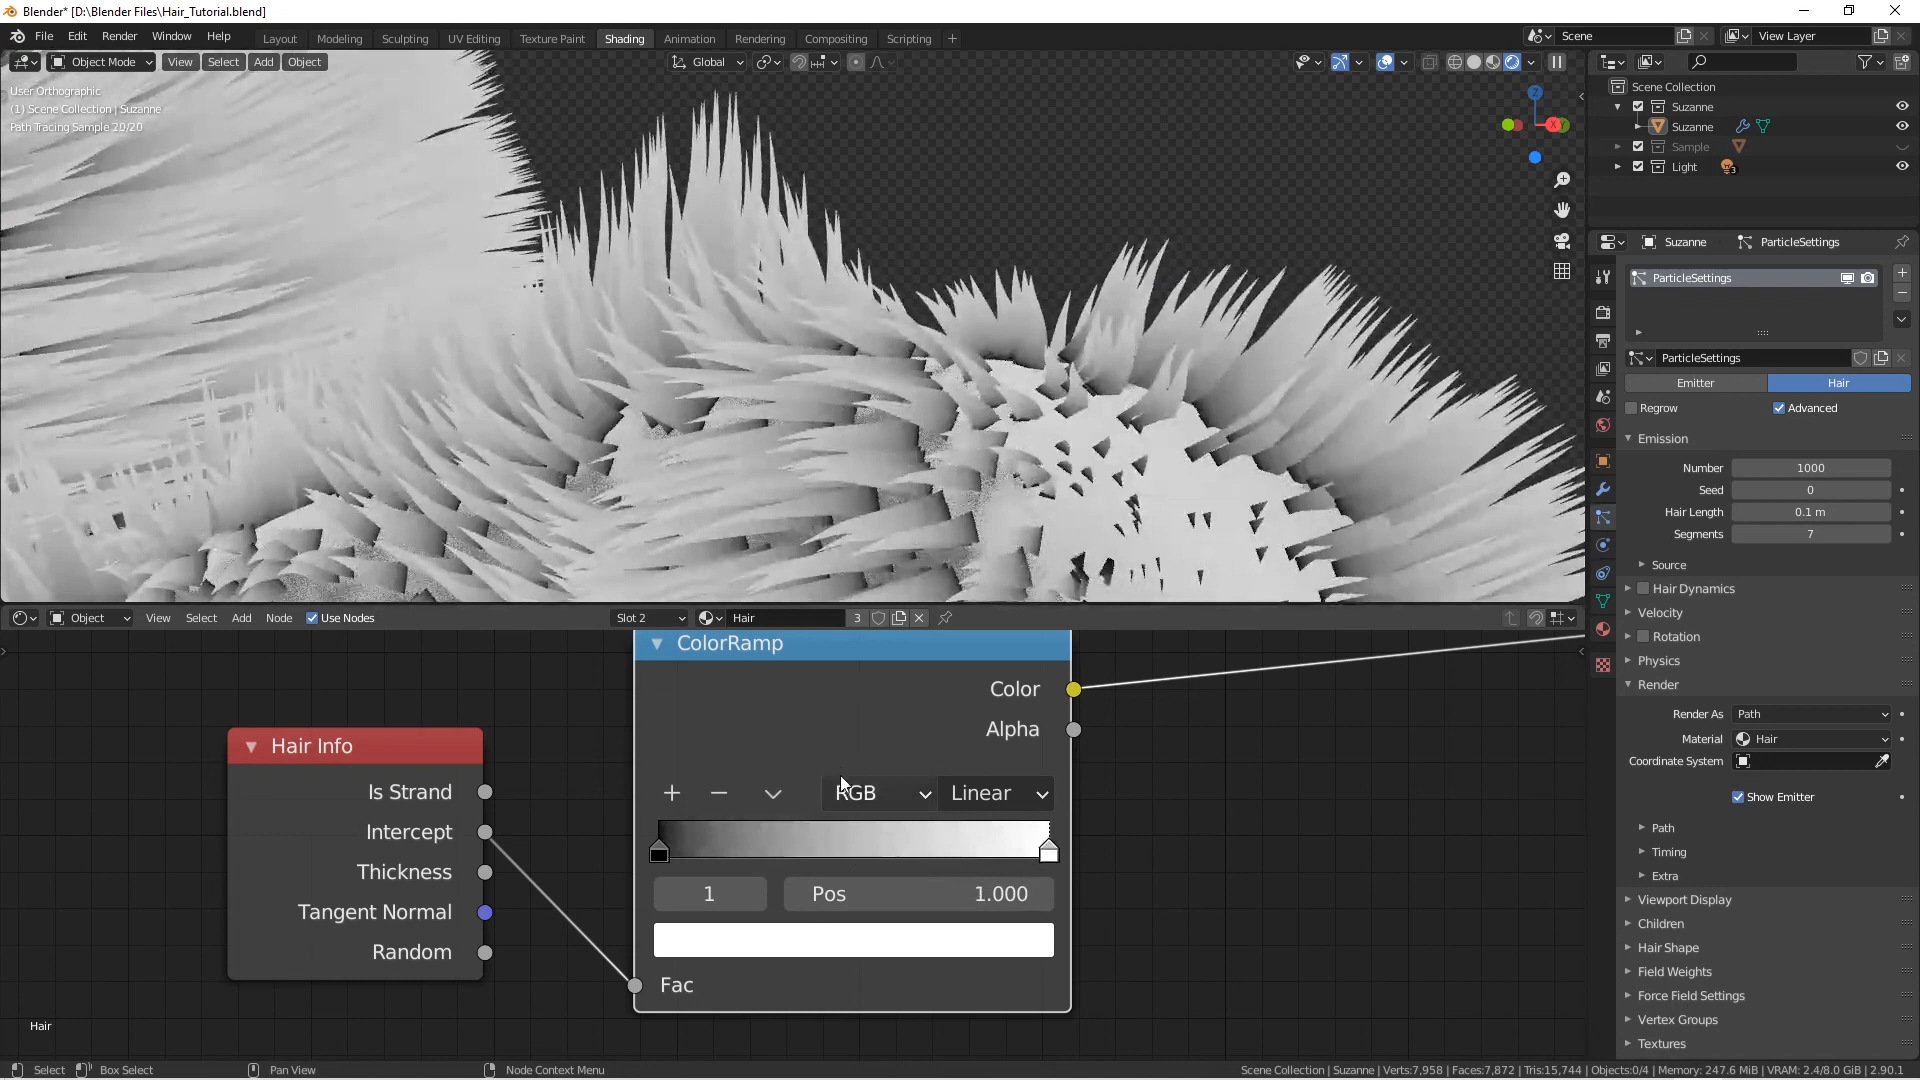 Blender* [D:\Blender Files\Hair_Tutorial.blend]
File Edit Render Window Help Layout Modeling Sculpting UV Editing Texture Paint Shading Animation Rendering Compositing Scripting + Scene View Layer
Object Mode View Select Add Object Global
User Orthographic
(1) Scene Collection | Suzanne
Path Tracing Sample 20/20
Z
X
Y
Scene Collection
Suzanne
Suzanne
Sample
Light 3
Suzanne ParticleSettings
ParticleSettings
ParticleSettings
Emitter Hair
Regrow Advanced
Emission
Number 1000
Seed 0
Hair Length 0.1 m
Segments 7
Source
Hair Dynamics
Velocity
Rotation
Physics
Render
Render As Path
Material Hair
Coordinate System
Show Emitter
Path
Timing
Extra
Viewport Display
Children
Hair Shape
Field Weights
Force Field Settings
Vertex Groups
Textures
Object View Select Add Node Use Nodes Slot 2 Hair 3
ColorRamp
Color
Alpha
RGB Linear
1 Pos 1.000
Fac
Hair Info
Is Strand
Intercept
Thickness
Tangent Normal
Random
Hair
Select Box Select Pan View Node Context Menu Scene Collection | Suzanne | Verts:7,958 | Faces:7,872 | Tris:15,744 | Objects:0/4 | Memory: 247.6 MiB | VRAM: 2.4/8.0 GiB | 2.90.1